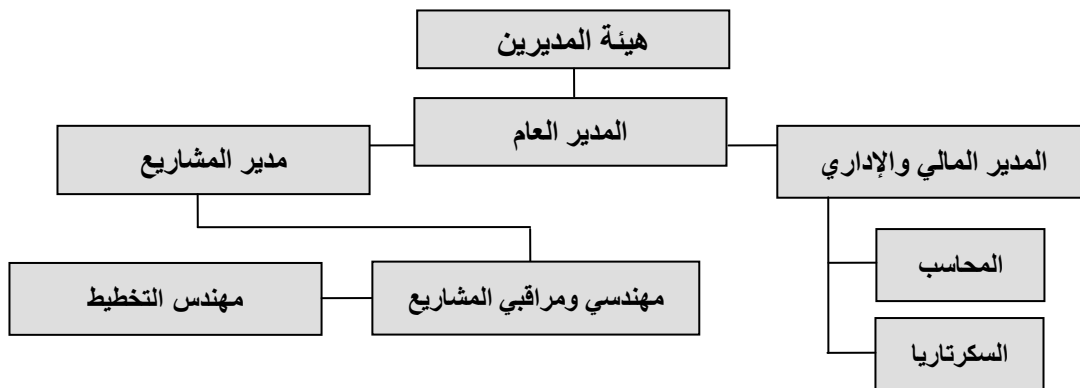 هيئة المديرين
المدير العام
المدير المالي والإداري
مدير المشاريع
المحاسب
مهندسي ومراقبي المشاريع
مهندس التخطيط
السكرتاريا